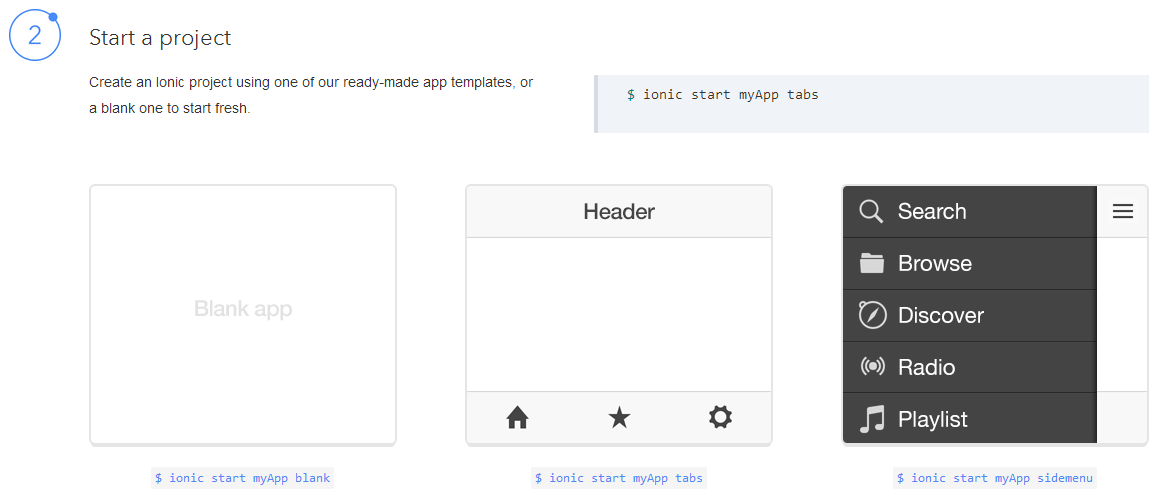 2
Start a project
Create an Ionic project using one of our ready-made app templates, or
a blank one to start fresh.
$ ionic start myApp tabs
Blank app
Header
Search
Browse
Discover
Radio
Playlist
$ ionic start myApp blank
$ ionic start myApp tabs
$ ionic start myApp sidemenu